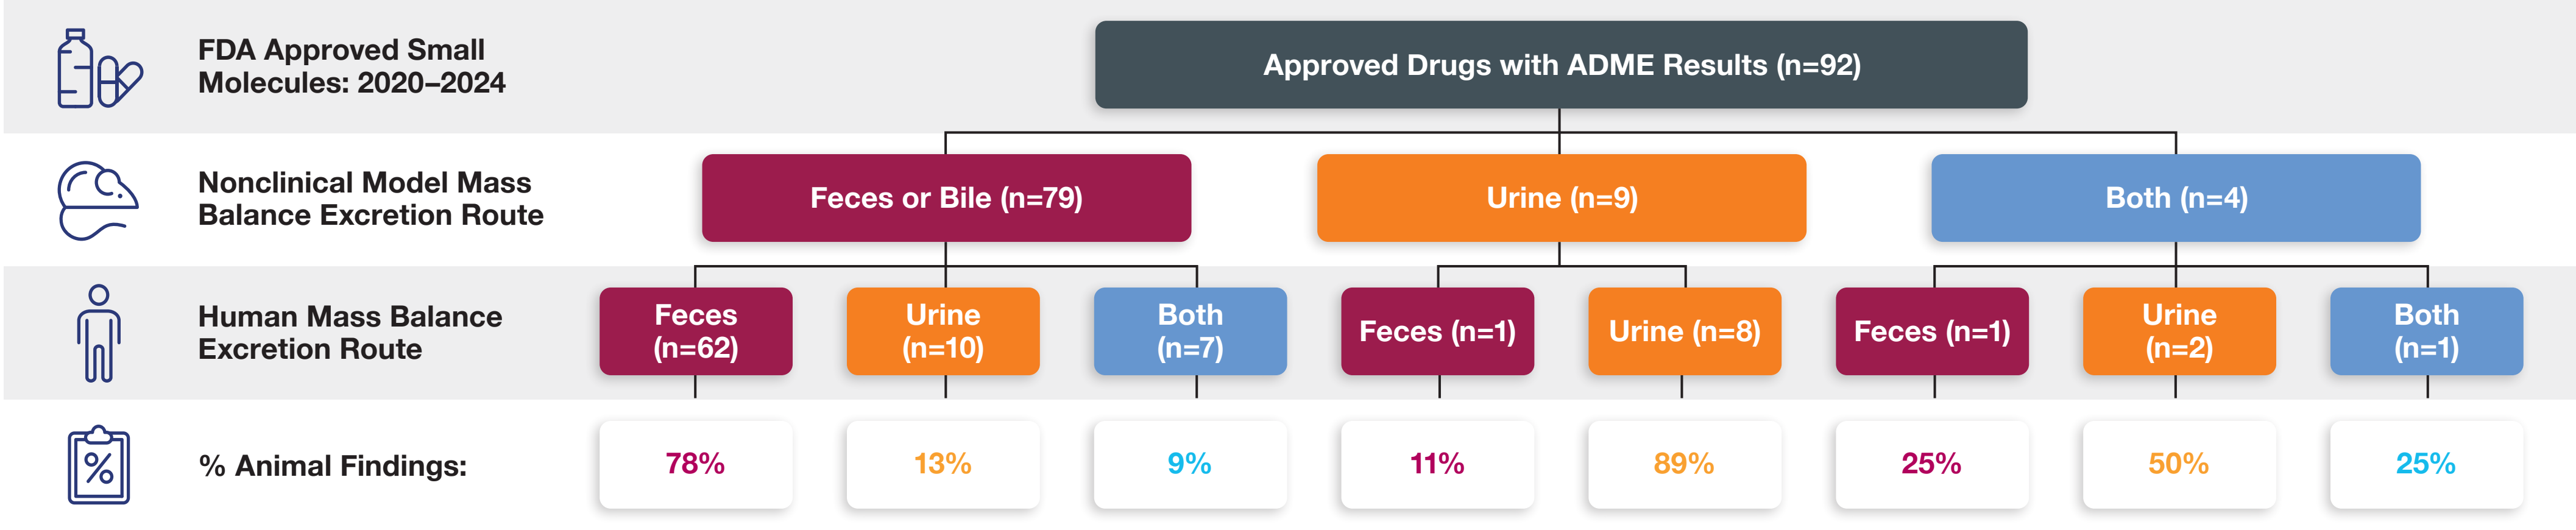 FDA Approved Small
Molecules: 2020–2024
Approved Drugs with ADME Results (n=92)
Nonclinical Model Mass
Balance Excretion Route
Feces or Bile (n=79)
Urine (n=9)
Both (n=4)
Human Mass Balance
Excretion Route
Feces
(n=62)
Urine
(n=10)
Both
(n=7)
Feces (n=1)
Urine (n=8)
Feces (n=1)
Urine
(n=2)
Both
(n=1)
%
% Animal Findings:
78%
13%
9%
11%
89%
25%
50%
25%